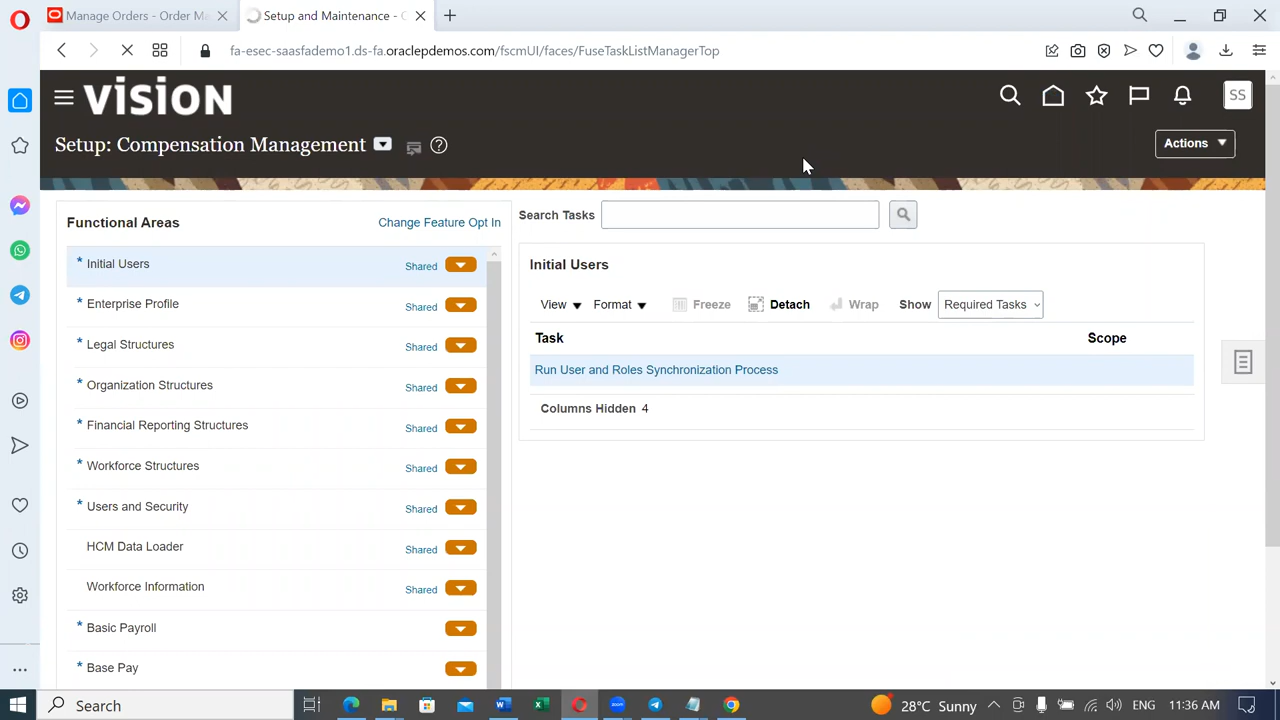 Manage Orders - Order Ma
Setup and Maintenance - O
fa-esec-saasfademo1.ds-fa.oraclepdemos.com/fscmUI/faces/FuseTaskListManagerTop
VISION
SS
Setup: Compensation Management
Actions
Functional Areas
Change Feature Opt In
Search Tasks
* Initial Users Shared
* Enterprise Profile Shared
* Legal Structures Shared
* Organization Structures Shared
* Financial Reporting Structures Shared
* Workforce Structures Shared
* Users and Security Shared
HCM Data Loader Shared
Workforce Information Shared
* Basic Payroll
* Base Pay
Initial Users
View Format Freeze Detach Wrap Show Required Tasks
Task Scope
Run User and Roles Synchronization Process
Columns Hidden 4
Search
28°C Sunny
ENG
11:36 AM